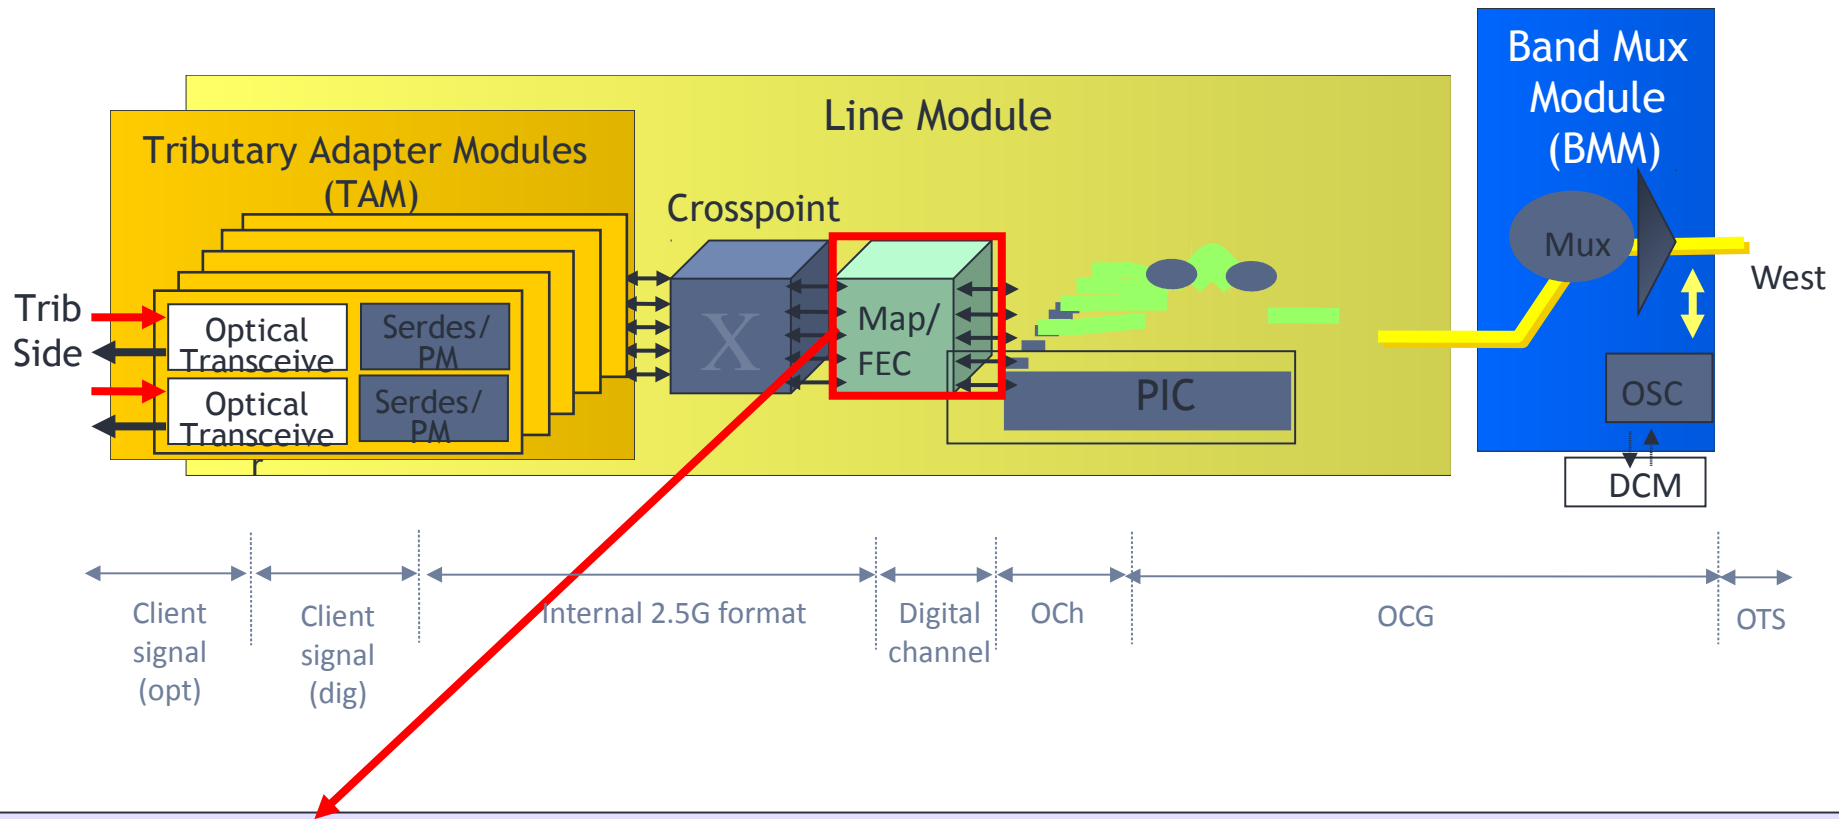 Band Mux
Module
(BMM)
Line Module
Tributary Adapter Modules
(TAM)
Crosspoint
Trib
Side
Optical
Transceive
Serdes/
PM
Optical
Transceive
r
Serdes/
PM
X
Map/
FEC
PIC
Mux
West
OSC
DCM
Client
signal
(opt)
Client
signal
(dig)
Internal 2.5G format
Digital
channel
OCh
OCG
OTS